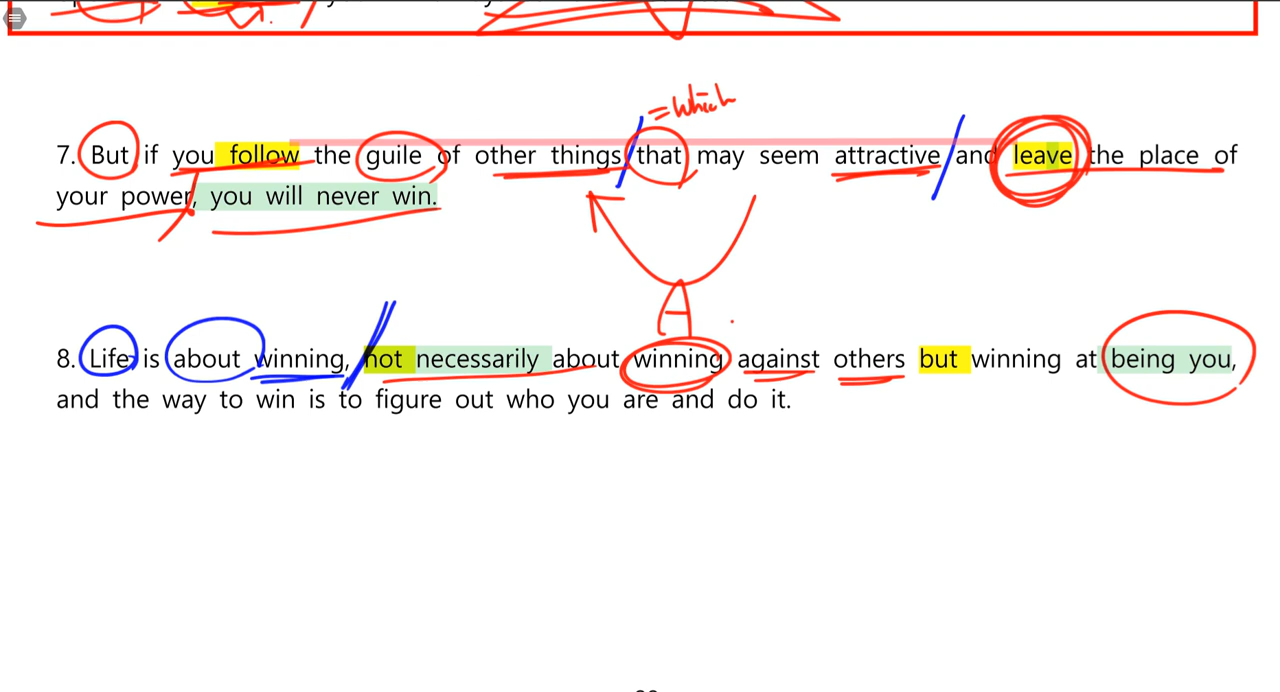 = which
7. But if you follow the guile of other things that may seem attractive and leave the place of
your power, you will never win.
A
8. Life is about winning, not necessarily about winning against others but winning at being you,
and the way to win is to figure out who you are and do it.